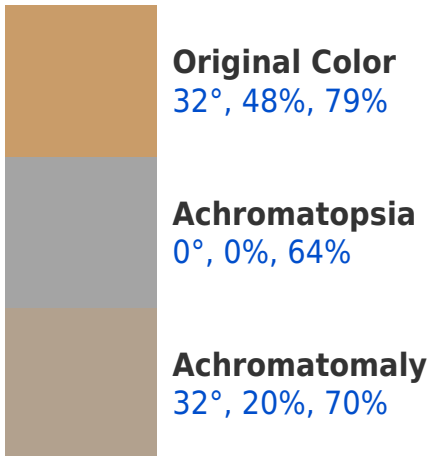 Original Color
32°, 48%, 79%
Achromatopsia
0°, 0%, 64%
Achromatomaly
32°, 20%, 70%